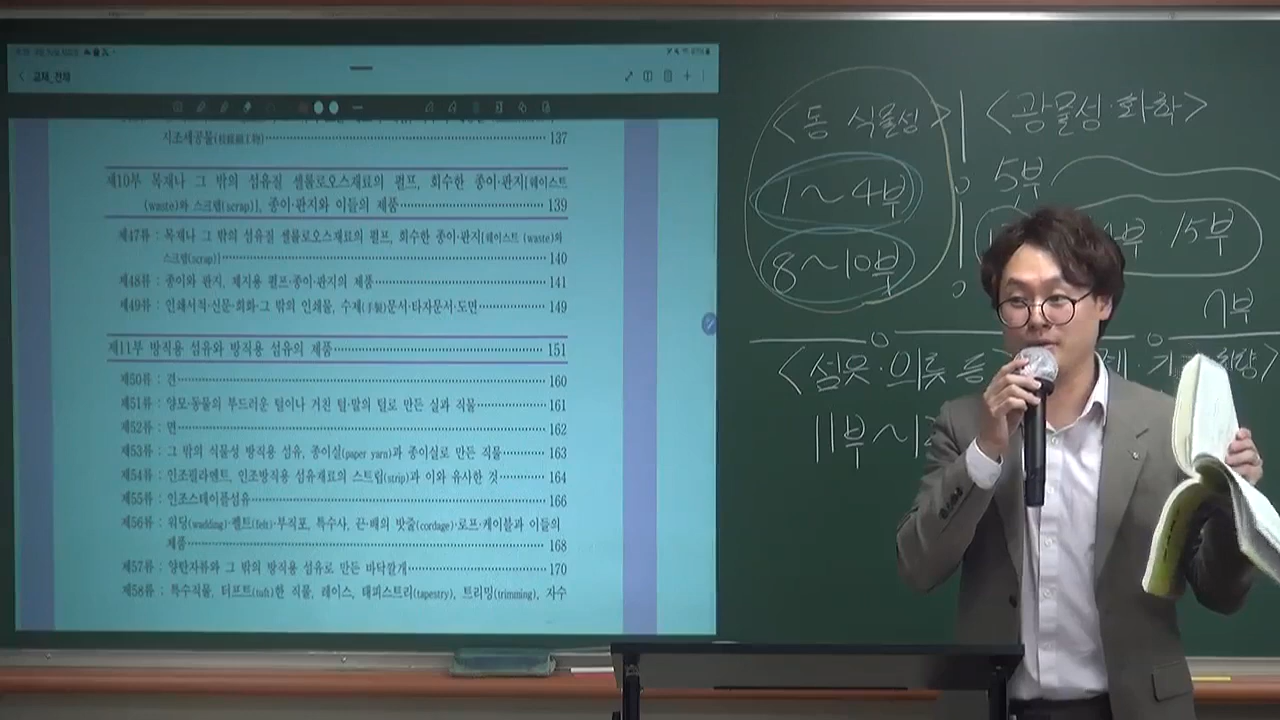 교재_전체
지조세공물(枝條細工物) 137
제10부 목재나 그 밖의 섬유질 셀룰로오스재료의 펄프, 회수한 종이·판지[웨이스트
(waste)와 스크랩(scrap)], 종이·판지와 이들의 제품 139
제47류 : 목재나 그 밖의 섬유질 셀룰로오스재료의 펄프, 회수한 종이·판지[웨이스트 (waste)와
스크랩(scrap)] 140
제48류 : 종이와 판지, 제지용 펄프·종이·판지의 제품 141
제49류 : 인쇄서적·신문·회화·그 밖의 인쇄물, 수제(手製)문서·타자문서·도면 149
제11부 방직용 섬유와 방직용 섬유의 제품 151
제50류 : 견 160
제51류 : 양모·동물의 부드러운 털이나 거친 털·말의 털로 만든 실과 직물 161
제52류 : 면 162
제53류 : 그 밖의 식물성 방직용 섬유, 종이실(paper yarn)과 종이실로 만든 직물 163
제54류 : 인조필라멘트, 인조방직용 섬유재료의 스트립(strip)과 이와 유사한 것 164
제55류 : 인조스테이플섬유 166
제56류 : 워딩(wadding)·펠트(felt)·부직포, 특수사, 끈·배의 밧줄(cordage)·로프·케이블과 이들의
제품 168
제57류 : 양탄자류와 그 밖의 방직용 섬유로 만든 바닥깔개 170
제58류 : 특수직물, 터프트(tuft)한 직물, 레이스, 태피스트리(tapestry), 트리밍(trimming), 자수
<동 식물성>
1~4부
8~10부
<광물성·화학>
5부
15부
7부
<섬유·의류 등
11부~